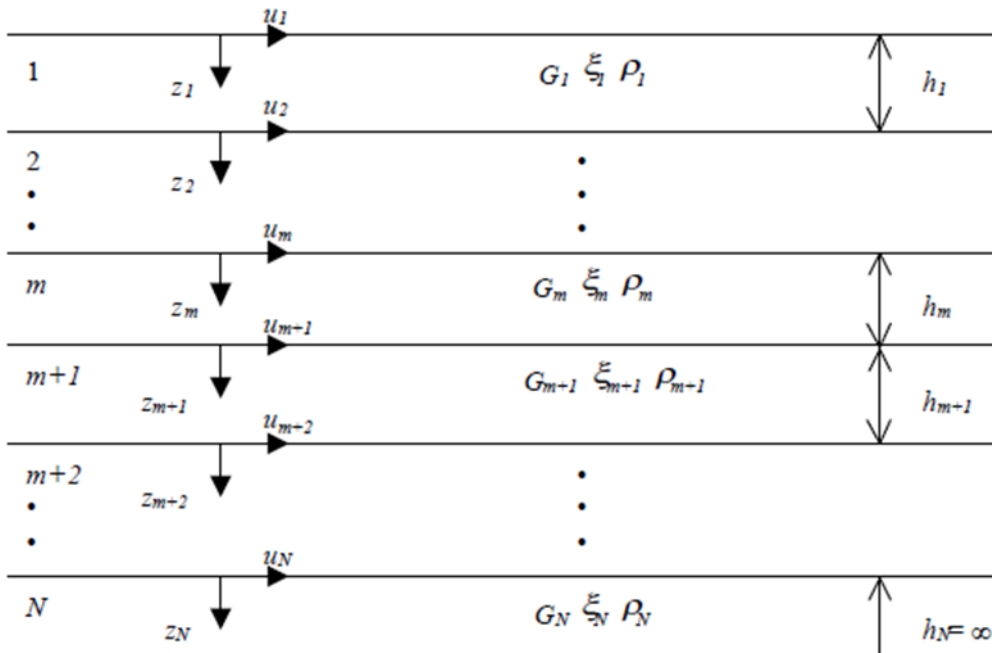 u1
1 z1 G1 ξ1 ρ1 h1
u2
2 z2 •
• •
• •
um
m zm Gm ξm ρm hm
um+1
m+1 zm+1 Gm+1 ξm+1 ρm+1 hm+1
um+2
m+2 zm+2 •
• •
• •
uN
N zN GN ξN ρN hN= ∞